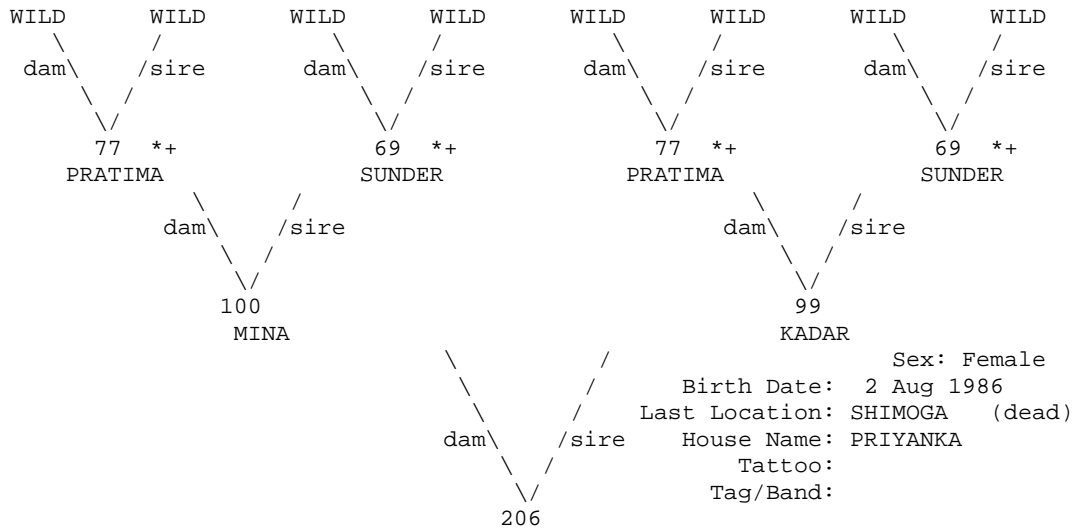 WILD WILD WILD WILD WILD WILD WILD WILD
\ / \ / \ / \ /
dam\ /sire dam\ /sire dam\ /sire dam\ /sire
\ / \ / \ / \ /
\/ \/ \/ \/
77 *+ 69 *+ 77 *+ 69 *+
PRATIMA SUNDER PRATIMA SUNDER
\ / \ /
dam\ /sire dam\ /sire
\ / \ /
\/ \/
100 99
MINA KADAR
\ / Sex: Female
\ / Birth Date: 2 Aug 1986
\ / Last Location: SHIMOGA (dead)
dam\ /sire House Name: PRIYANKA
\ / Tattoo:
\/ Tag/Band:
206